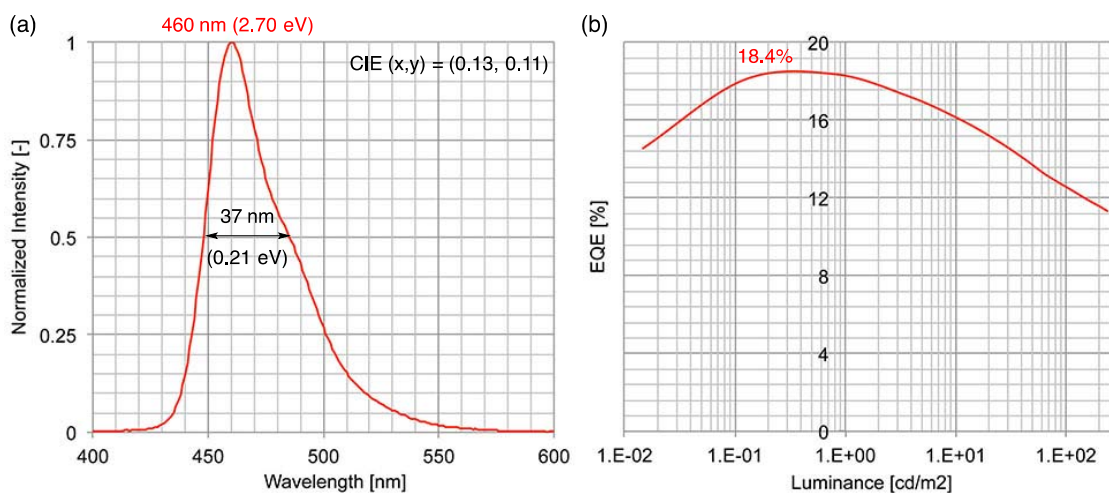 (a)
460 nm (2.70 eV)
CIE (x,y) = (0.13, 0.11)
37 nm
(0.21 eV)
Normalized Intensity [-]
1
0.75
0.5
0.25
0
400 450 500 550 600
Wavelength [nm]
(b)
18.4%
EQE [%]
20
16
12
8
4
0
1.E-02 1.E-01 1.E+00 1.E+01 1.E+02
Luminance [cd/m2]